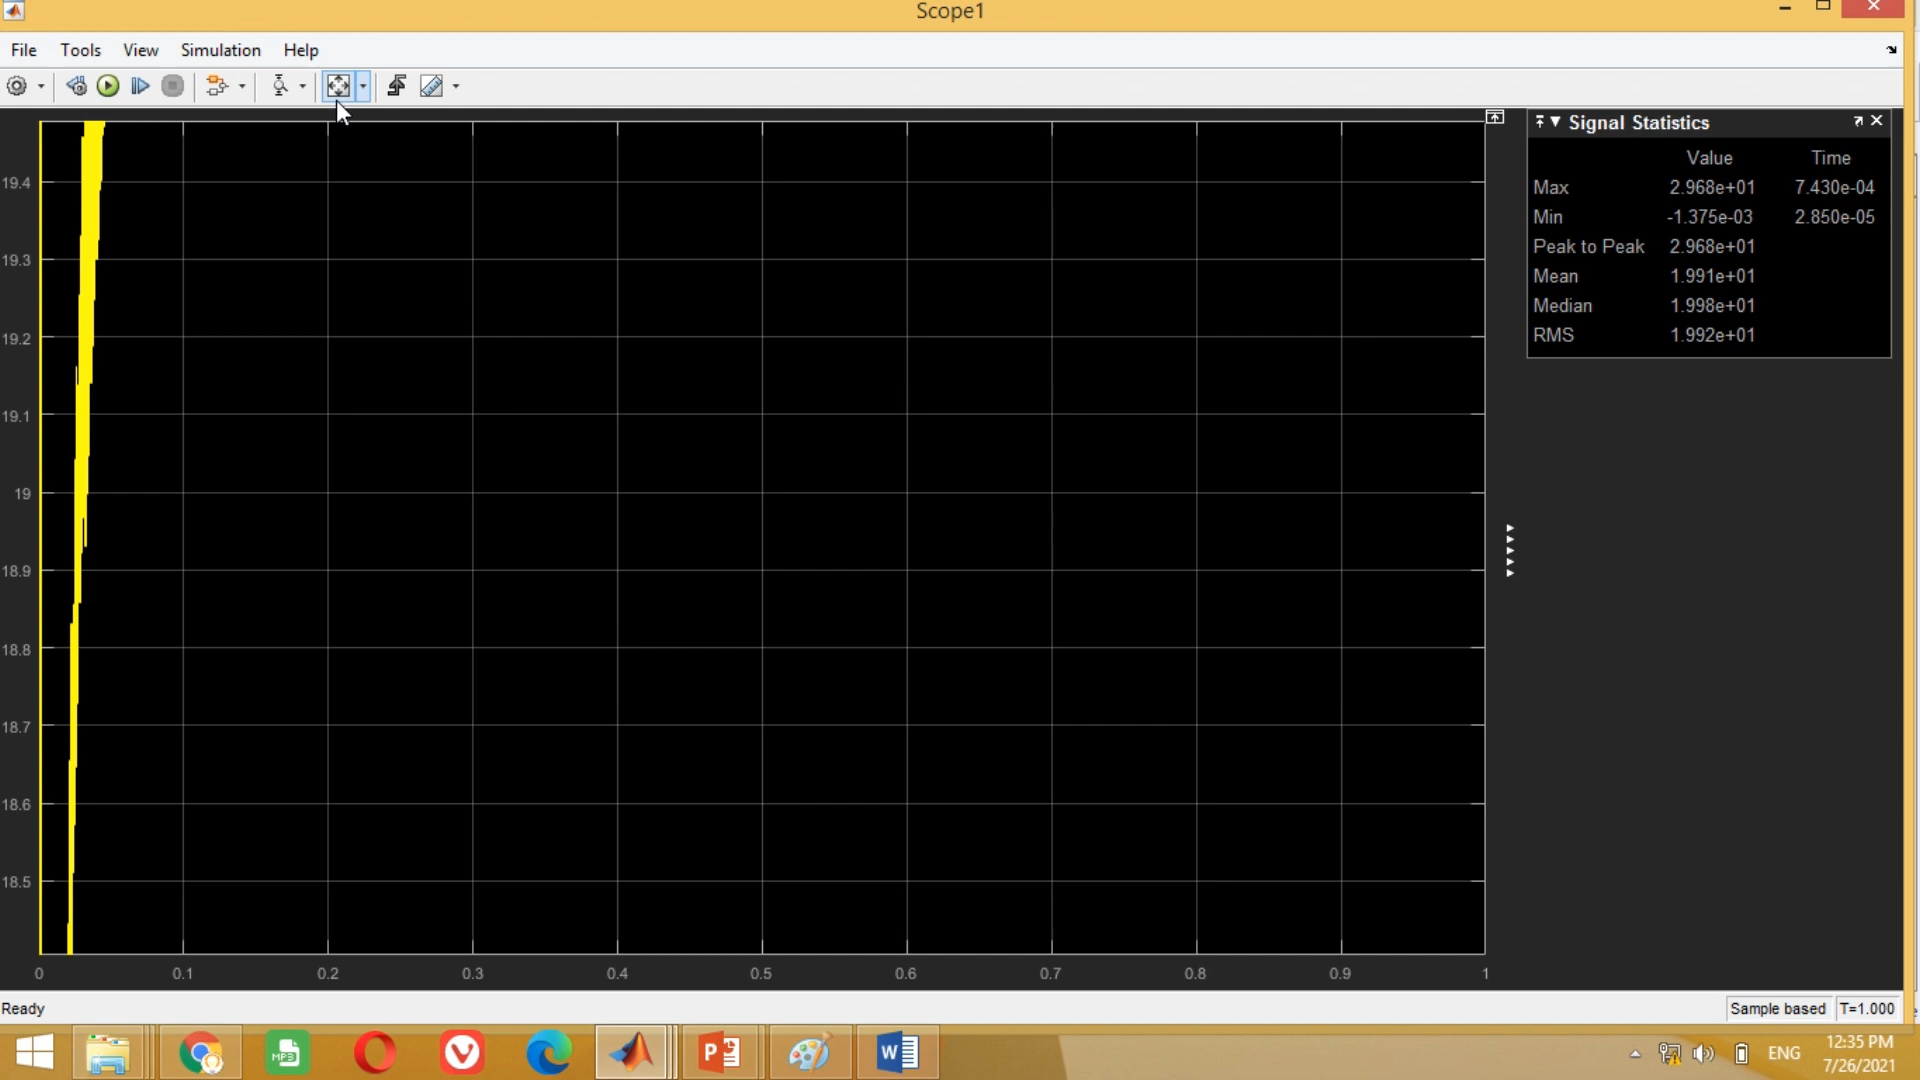 Scope1
File Tools View Simulation Help
Signal Statistics
Value Time
Max 2.968e+01 7.430e-04
Min -1.375e-03 2.850e-05
Peak to Peak 2.968e+01
Mean 1.991e+01
Median 1.998e+01
RMS 1.992e+01
19.4
19.3
19.2
19.1
19
18.9
18.8
18.7
18.6
18.5
0 0.1 0.2 0.3 0.4 0.5 0.6 0.7 0.8 0.9 1
Ready
Sample based T=1.000
MP3
P
W
ENG
12:35 PM
7/26/2021